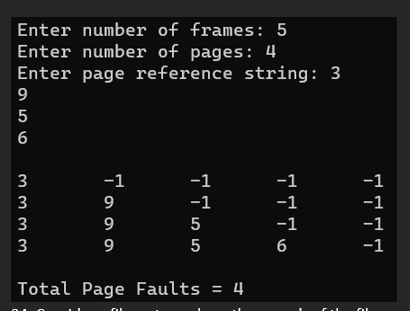 Enter number of frames: 5
Enter number of pages: 4
Enter page reference string: 3
9
5
6
3 -1 -1 -1 -1
3 9 -1 -1 -1
3 9 5 -1 -1
3 9 5 6 -1
Total Page Faults = 4